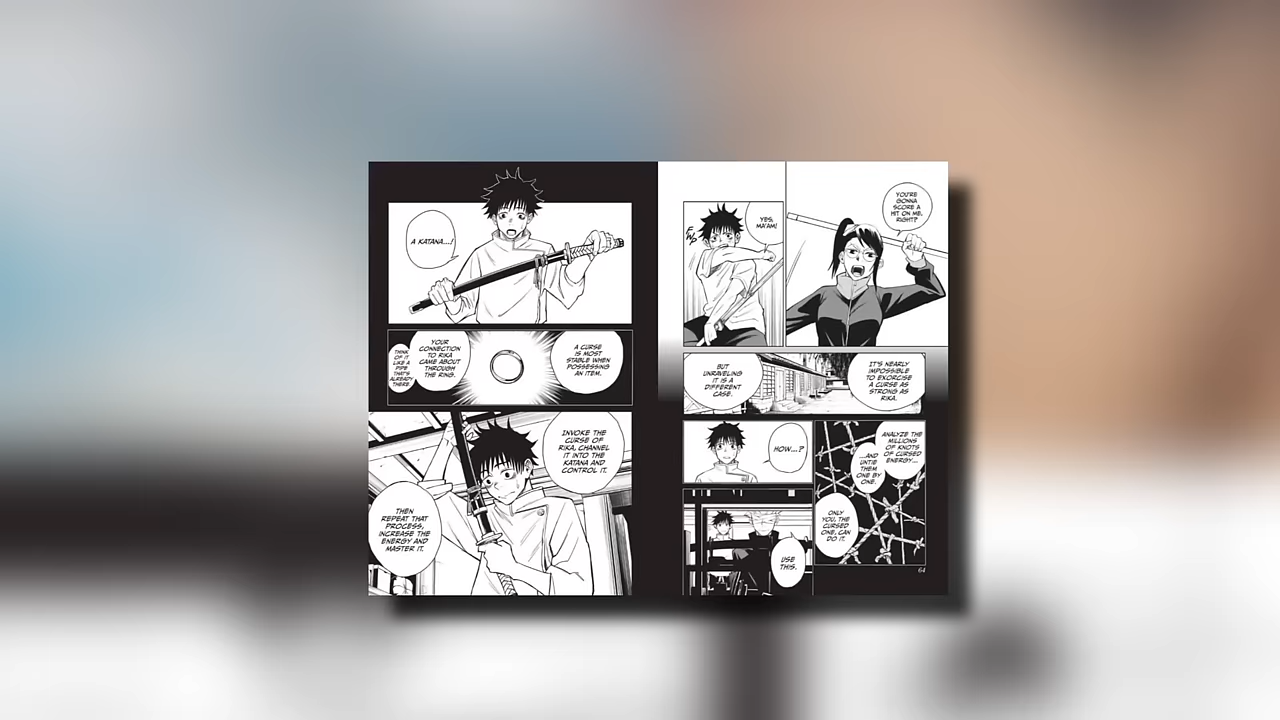 YOU'RE
GONNA
SCORE A
HIT ON ME,
RIGHT?
YES,
MA'AM!
IT'S NEARLY
IMPOSSIBLE
TO EXORCISE
A CURSE AS
STRONG AS
RIKA.
BUT
UNRAVELING
IT IS A
DIFFERENT
CASE.
ANALYZE THE
MILLIONS
OF KNOTS
OF CURSED
ENERGY...
...AND
UNTIE
THEM
ONE BY
ONE.
ONLY
YOU, THE
CURSED
ONE, CAN
DO IT.
HOW...?
USE
THIS.
64
A KATANA...!
A CURSE
IS MOST
STABLE WHEN
POSSESSING
AN ITEM.
YOUR
CONNECTION
TO RIKA
CAME ABOUT
THROUGH
THE RING.
THINK
OF IT
LIKE A
PIPE
THAT'S
ALREADY
THERE.
INVOKE THE
CURSE OF
RIKA, CHANNEL
IT INTO THE
KATANA AND
CONTROL IT.
THEN
REPEAT THAT
PROCESS,
INCREASE THE
ENERGY AND
MASTER IT.